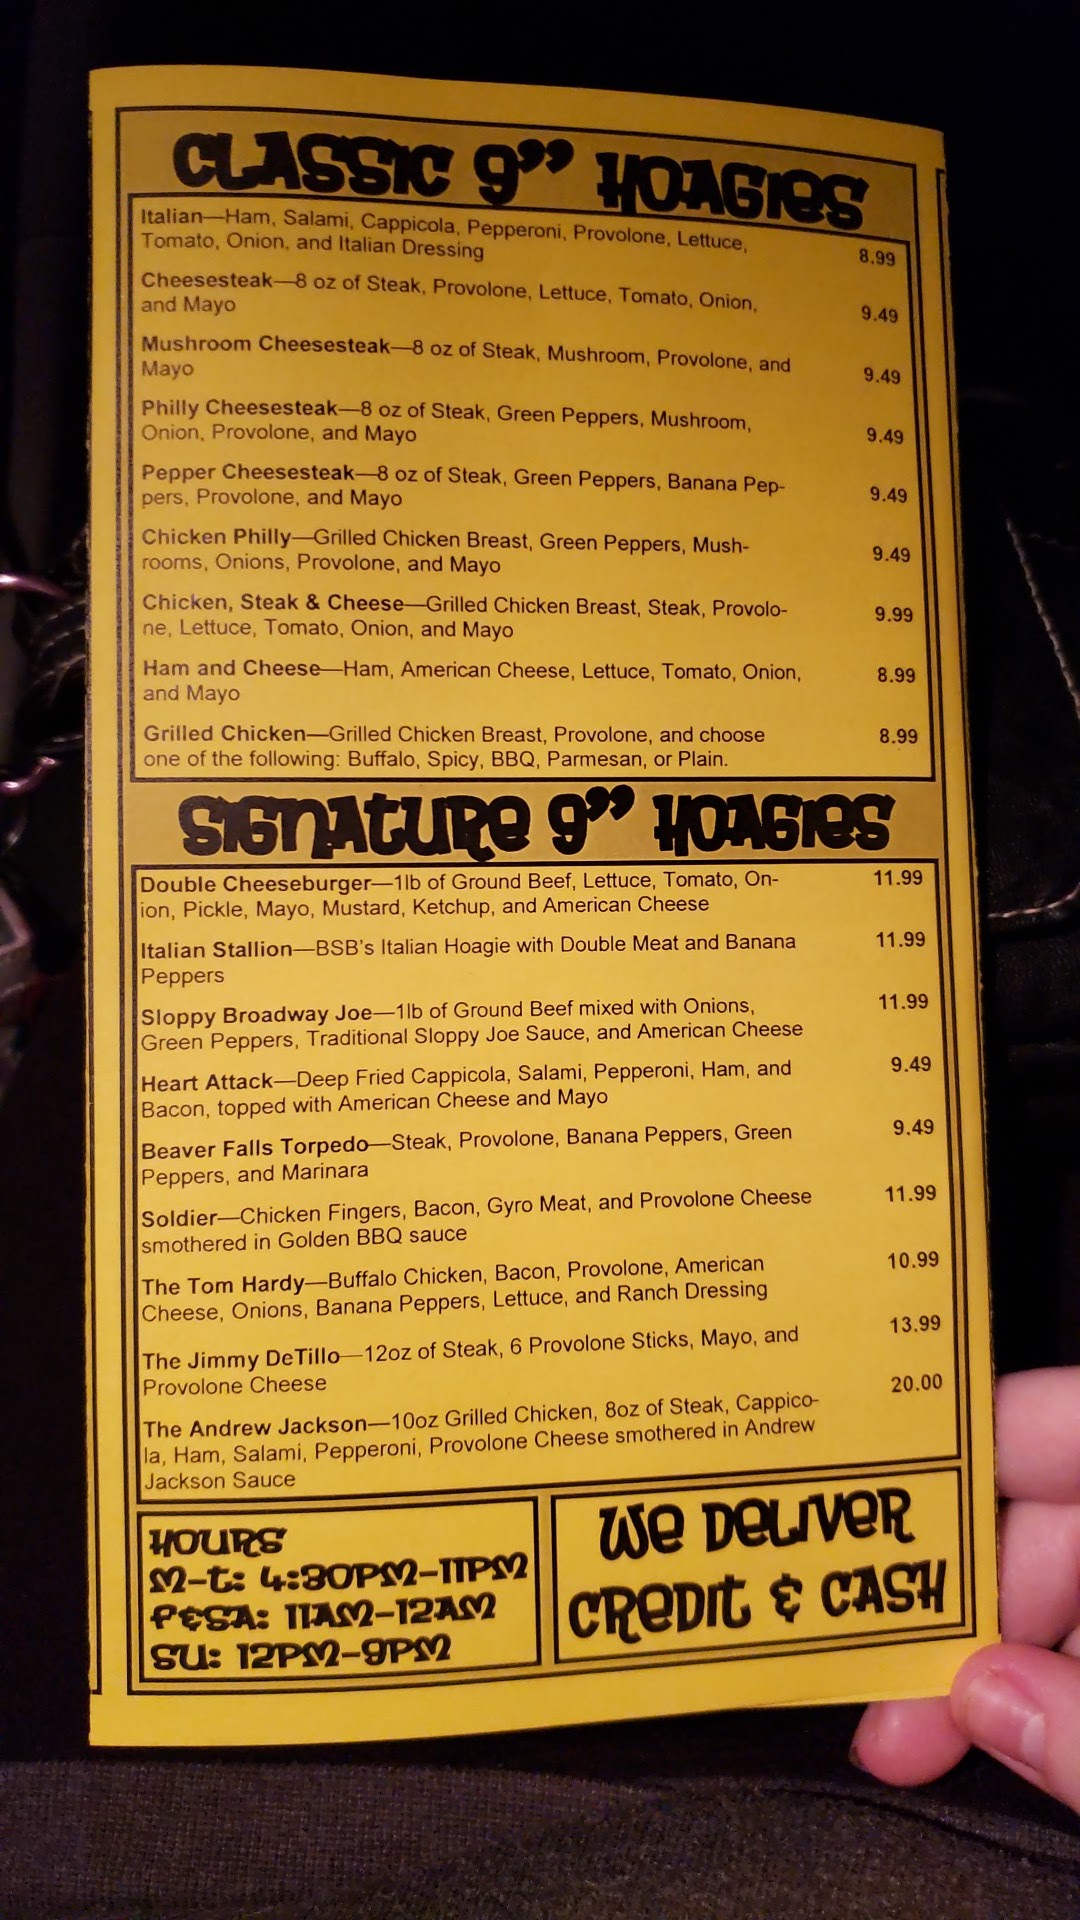 CLASSIC 9" HOAGIES
Italian—Ham, Salami, Cappicola, Pepperoni, Provolone, Lettuce,
Tomato, Onion, and Italian Dressing
8.99
Cheesesteak—8 oz of Steak, Provolone, Lettuce, Tomato, Onion,
and Mayo
9.49
Mushroom Cheesesteak—8 oz of Steak, Mushroom, Provolone, and
Mayo
9.49
Philly Cheesesteak—8 oz of Steak, Green Peppers, Mushroom,
Onion, Provolone, and Mayo
9.49
Pepper Cheesesteak—8 oz of Steak, Green Peppers, Banana Pep-
pers, Provolone, and Mayo
9.49
Chicken Philly—Grilled Chicken Breast, Green Peppers, Mush-
rooms, Onions, Provolone, and Mayo
9.49
Chicken, Steak & Cheese—Grilled Chicken Breast, Steak, Provolo-
ne, Lettuce, Tomato, Onion, and Mayo
9.99
Ham and Cheese—Ham, American Cheese, Lettuce, Tomato, Onion,
and Mayo
8.99
Grilled Chicken—Grilled Chicken Breast, Provolone, and choose
one of the following: Buffalo, Spicy, BBQ, Parmesan, or Plain.
8.99
SIGNATURE 9" HOAGIES
Double Cheeseburger—1lb of Ground Beef, Lettuce, Tomato, On-
ion, Pickle, Mayo, Mustard, Ketchup, and American Cheese
11.99
Italian Stallion—BSB's Italian Hoagie with Double Meat and Banana
Peppers
11.99
Sloppy Broadway Joe—1lb of Ground Beef mixed with Onions,
Green Peppers, Traditional Sloppy Joe Sauce, and American Cheese
11.99
Heart Attack—Deep Fried Cappicola, Salami, Pepperoni, Ham, and
Bacon, topped with American Cheese and Mayo
9.49
Beaver Falls Torpedo—Steak, Provolone, Banana Peppers, Green
Peppers, and Marinara
9.49
Soldier—Chicken Fingers, Bacon, Gyro Meat, and Provolone Cheese
smothered in Golden BBQ sauce
11.99
The Tom Hardy—Buffalo Chicken, Bacon, Provolone, American
Cheese, Onions, Banana Peppers, Lettuce, and Ranch Dressing
10.99
The Jimmy DeTillo—12oz of Steak, 6 Provolone Sticks, Mayo, and
Provolone Cheese
13.99
The Andrew Jackson—10oz Grilled Chicken, 8oz of Steak, Cappico-
la, Ham, Salami, Pepperoni, Provolone Cheese smothered in Andrew
Jackson Sauce
20.00
HOURS
M-T: 4:30PM-11PM
F&SA: 11AM-12AM
SU: 12PM-9PM
WE DELIVER
CREDIT & CASH